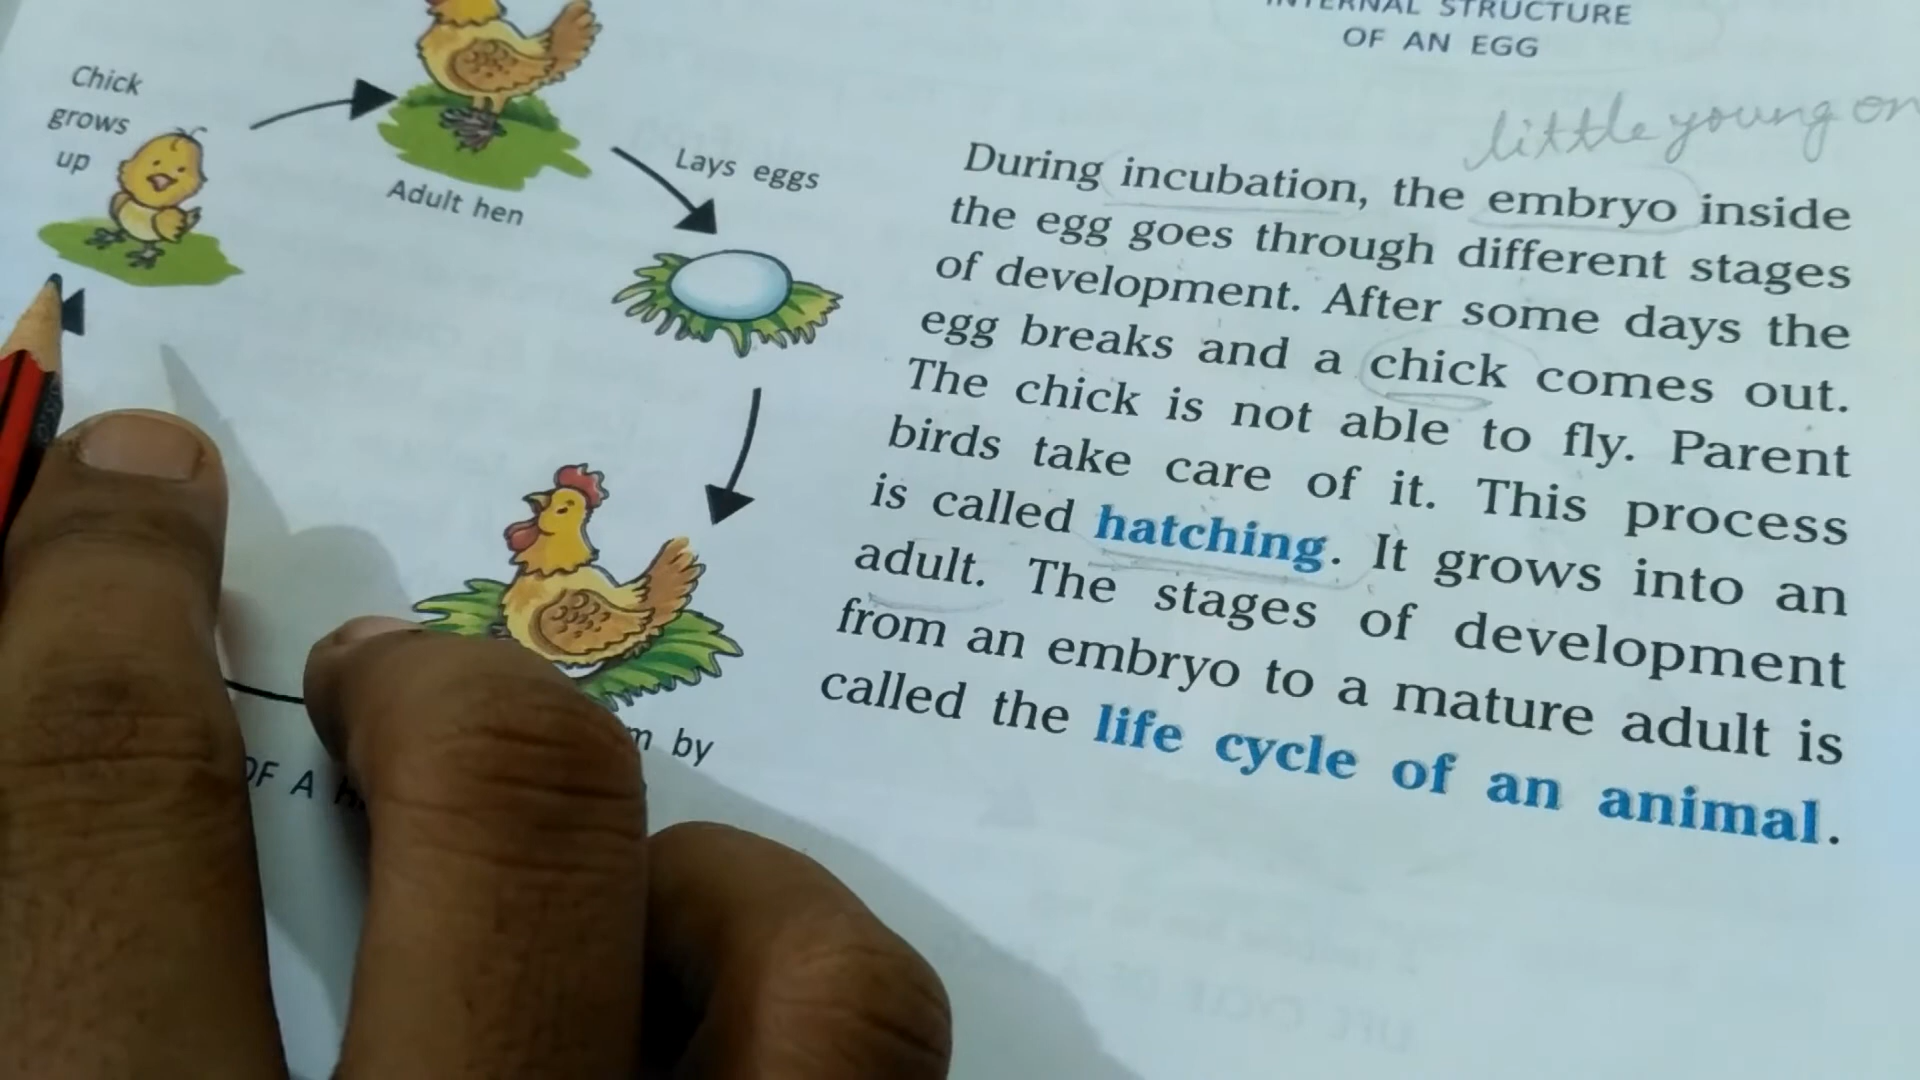 INTERNAL STRUCTURE
OF AN EGG
little young
Chick
grows
up
Adult hen
Lays eggs
by
OF A
During incubation, the embryo inside
the egg goes through different stages
of development. After some days the
egg breaks and a chick comes out.
The chick is not able to fly. Parent
birds take care of it. This process
is called hatching. It grows into an
adult. The stages of development
from an embryo to a mature adult is
called the life cycle of an animal.